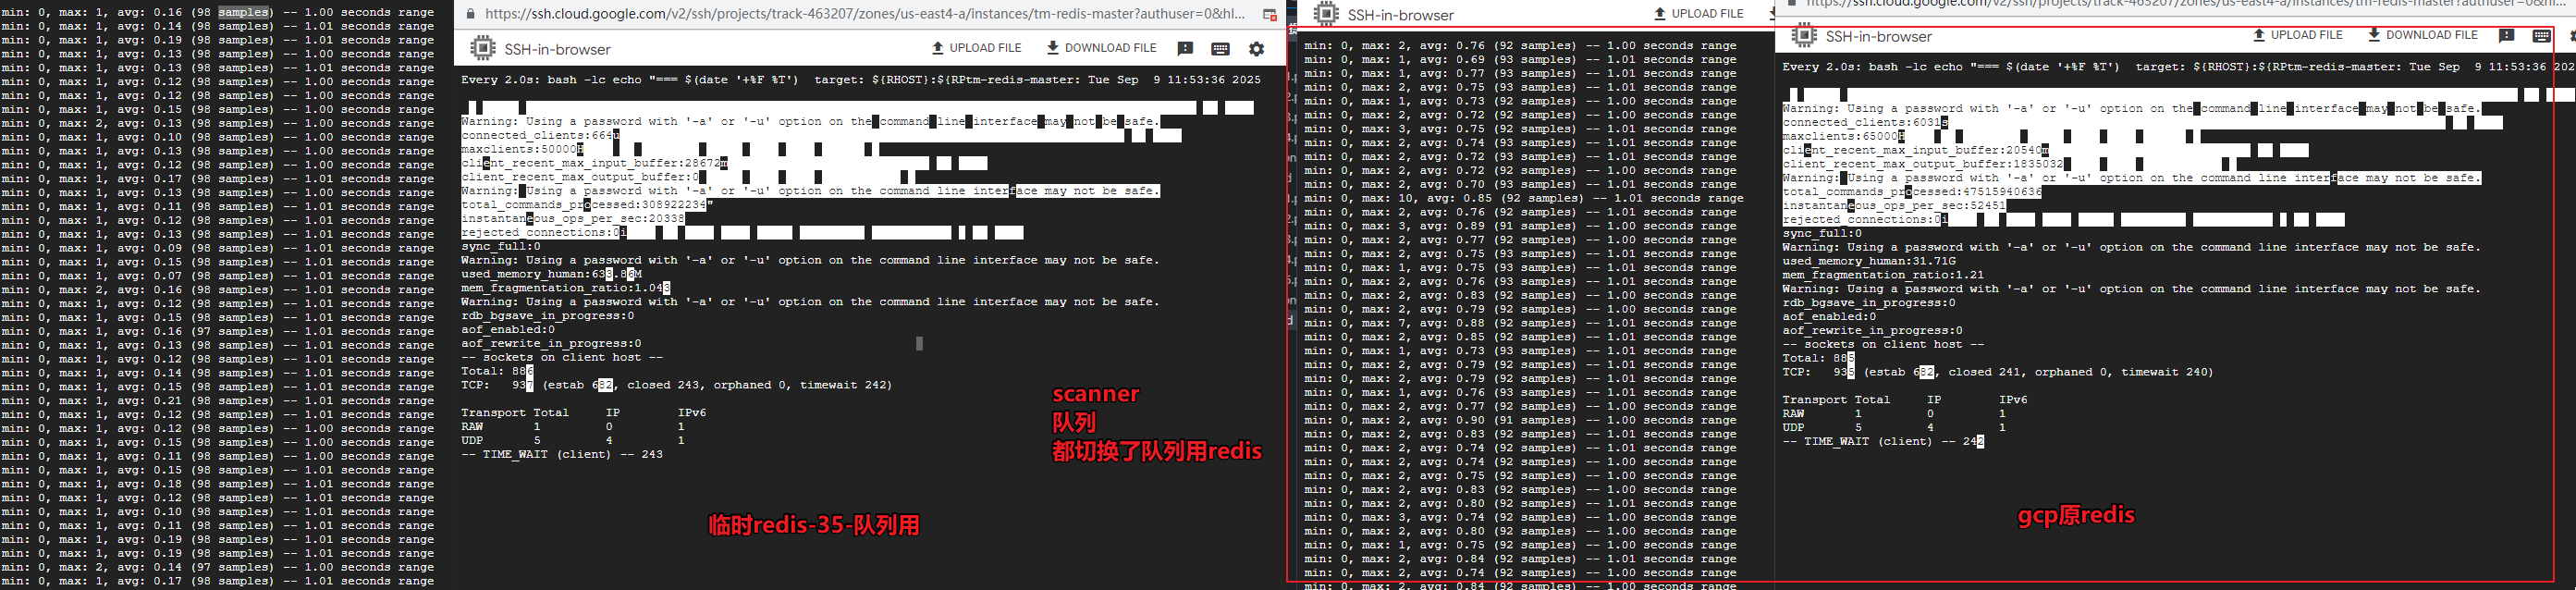 min: 0, max: 1, avg: 0.16 (98 samples) -- 1.00 seconds range
min: 0, max: 1, avg: 0.14 (98 samples) -- 1.01 seconds range
min: 0, max: 1, avg: 0.19 (98 samples) -- 1.01 seconds range
min: 0, max: 1, avg: 0.13 (98 samples) -- 1.00 seconds range
min: 0, max: 1, avg: 0.13 (98 samples) -- 1.01 seconds range
min: 0, max: 1, avg: 0.12 (98 samples) -- 1.01 seconds range
min: 0, max: 1, avg: 0.12 (98 samples) -- 1.00 seconds range
min: 0, max: 1, avg: 0.15 (98 samples) -- 1.01 seconds range
min: 0, max: 2, avg: 0.13 (98 samples) -- 1.01 seconds range
min: 0, max: 1, avg: 0.10 (98 samples) -- 1.00 seconds range
min: 0, max: 1, avg: 0.13 (98 samples) -- 1.01 seconds range
min: 0, max: 1, avg: 0.12 (98 samples) -- 1.00 seconds range
min: 0, max: 1, avg: 0.17 (98 samples) -- 1.01 seconds range
min: 0, max: 1, avg: 0.13 (98 samples) -- 1.00 seconds range
min: 0, max: 1, avg: 0.11 (98 samples) -- 1.01 seconds range
min: 0, max: 1, avg: 0.12 (98 samples) -- 1.01 seconds range
min: 0, max: 1, avg: 0.13 (98 samples) -- 1.01 seconds range
min: 0, max: 1, avg: 0.09 (98 samples) -- 1.01 seconds range
min: 0, max: 1, avg: 0.15 (98 samples) -- 1.00 seconds range
min: 0, max: 1, avg: 0.07 (98 samples) -- 1.01 seconds range
min: 0, max: 2, avg: 0.16 (98 samples) -- 1.01 seconds range
min: 0, max: 1, avg: 0.12 (98 samples) -- 1.00 seconds range
min: 0, max: 1, avg: 0.15 (98 samples) -- 1.01 seconds range
min: 0, max: 1, avg: 0.16 (97 samples) -- 1.00 seconds range
min: 0, max: 1, avg: 0.13 (98 samples) -- 1.01 seconds range
min: 0, max: 1, avg: 0.12 (98 samples) -- 1.00 seconds range
min: 0, max: 1, avg: 0.14 (98 samples) -- 1.01 seconds range
min: 0, max: 1, avg: 0.15 (98 samples) -- 1.01 seconds range
min: 0, max: 1, avg: 0.21 (98 samples) -- 1.01 seconds range
min: 0, max: 1, avg: 0.12 (98 samples) -- 1.00 seconds range
min: 0, max: 1, avg: 0.15 (98 samples) -- 1.01 seconds range
min: 0, max: 1, avg: 0.11 (98 samples) -- 1.00 seconds range
min: 0, max: 1, avg: 0.15 (98 samples) -- 1.01 seconds range
min: 0, max: 1, avg: 0.18 (98 samples) -- 1.00 seconds range
min: 0, max: 1, avg: 0.12 (98 samples) -- 1.01 seconds range
min: 0, max: 1, avg: 0.10 (98 samples) -- 1.01 seconds range
min: 0, max: 1, avg: 0.11 (98 samples) -- 1.00 seconds range
min: 0, max: 1, avg: 0.19 (98 samples) -- 1.01 seconds range
min: 0, max: 1, avg: 0.19 (98 samples) -- 1.01 seconds range
min: 0, max: 2, avg: 0.14 (97 samples) -- 1.00 seconds range
min: 0, max: 1, avg: 0.17 (98 samples) -- 1.01 seconds range
https://ssh.cloud.google.com/v2/ssh/projects/track-463207/zones/us-east4-a/instances/tm-redis-master?authuser=0&hl...
SSH-in-browser UPLOAD FILE DOWNLOAD FILE
Every 2.0s: bash -lc echo "=== $(date '+%F %T')  target: ${RHOST}:${RPtm-redis-master: Tue Sep  9 11:53:36 2025
Warning: Using a password with '-a' or '-u' option on the command line interface may not be safe.
connected_clients:664u
maxclients:50000H
client_recent_max_input_buffer:28672m
client_recent_max_output_buffer:0
Warning: Using a password with '-a' or '-u' option on the command line interface may not be safe.
total_commands_processed:308922234"
instantaneous_ops_per_sec:20338
rejected_connections:0i
sync_full:0
Warning: Using a password with '-a' or '-u' option on the command line interface may not be safe.
used_memory_human:633.86M
mem_fragmentation_ratio:1.043
Warning: Using a password with '-a' or '-u' option on the command line interface may not be safe.
rdb_bgsave_in_progress:0
aof_enabled:0
aof_rewrite_in_progress:0
-- sockets on client host --
Total: 886
TCP:   937 (estab 682, closed 243, orphaned 0, timewait 242)
Transport Total     IP        IPv6
RAW       1         0         1
UDP       5         4         1
-- TIME_WAIT (client) -- 243
scanner
队列
都切换了队列用redis
临时redis-35-队列用
SSH-in-browser UPLOAD FILE
min: 0, max: 2, avg: 0.76 (92 samples) -- 1.00 seconds range
min: 0, max: 1, avg: 0.69 (93 samples) -- 1.01 seconds range
min: 0, max: 1, avg: 0.77 (93 samples) -- 1.01 seconds range
min: 0, max: 2, avg: 0.75 (93 samples) -- 1.01 seconds range
min: 0, max: 1, avg: 0.73 (92 samples) -- 1.00 seconds range
min: 0, max: 2, avg: 0.72 (92 samples) -- 1.00 seconds range
min: 0, max: 3, avg: 0.75 (92 samples) -- 1.01 seconds range
min: 0, max: 2, avg: 0.74 (92 samples) -- 1.01 seconds range
min: 0, max: 2, avg: 0.72 (93 samples) -- 1.01 seconds range
min: 0, max: 2, avg: 0.72 (92 samples) -- 1.00 seconds range
min: 0, max: 2, avg: 0.70 (93 samples) -- 1.01 seconds range
min: 0, max: 10, avg: 0.85 (92 samples) -- 1.01 seconds range
min: 0, max: 2, avg: 0.76 (92 samples) -- 1.01 seconds range
min: 0, max: 3, avg: 0.89 (91 samples) -- 1.00 seconds range
min: 0, max: 2, avg: 0.77 (92 samples) -- 1.00 seconds range
min: 0, max: 2, avg: 0.75 (93 samples) -- 1.01 seconds range
min: 0, max: 1, avg: 0.75 (93 samples) -- 1.01 seconds range
min: 0, max: 2, avg: 0.76 (93 samples) -- 1.01 seconds range
min: 0, max: 2, avg: 0.83 (92 samples) -- 1.01 seconds range
min: 0, max: 2, avg: 0.79 (92 samples) -- 1.00 seconds range
min: 0, max: 7, avg: 0.88 (92 samples) -- 1.01 seconds range
min: 0, max: 2, avg: 0.85 (92 samples) -- 1.01 seconds range
min: 0, max: 1, avg: 0.73 (93 samples) -- 1.01 seconds range
min: 0, max: 2, avg: 0.79 (92 samples) -- 1.01 seconds range
min: 0, max: 2, avg: 0.79 (92 samples) -- 1.01 seconds range
min: 0, max: 1, avg: 0.76 (93 samples) -- 1.01 seconds range
min: 0, max: 2, avg: 0.77 (92 samples) -- 1.00 seconds range
min: 0, max: 2, avg: 0.90 (91 samples) -- 1.00 seconds range
min: 0, max: 2, avg: 0.83 (92 samples) -- 1.01 seconds range
min: 0, max: 2, avg: 0.74 (92 samples) -- 1.01 seconds range
min: 0, max: 2, avg: 0.74 (92 samples) -- 1.00 seconds range
min: 0, max: 2, avg: 0.75 (92 samples) -- 1.01 seconds range
min: 0, max: 2, avg: 0.83 (92 samples) -- 1.01 seconds range
min: 0, max: 2, avg: 0.80 (92 samples) -- 1.00 seconds range
min: 0, max: 3, avg: 0.74 (92 samples) -- 1.00 seconds range
min: 0, max: 2, avg: 0.80 (92 samples) -- 1.01 seconds range
min: 0, max: 1, avg: 0.75 (92 samples) -- 1.00 seconds range
min: 0, max: 2, avg: 0.84 (92 samples) -- 1.01 seconds range
min: 0, max: 2, avg: 0.74 (92 samples) -- 1.00 seconds range
min: 0, max: 2, avg: 0.84 (92 samples) -- 1.00 seconds range
https://ssh.cloud.google.com/v2/ssh/projects/track-463207/zones/us-east4-a/instances/tm-redis-master?authuser=0&hl...
SSH-in-browser UPLOAD FILE DOWNLOAD FILE
Every 2.0s: bash -lc echo "=== $(date '+%F %T')  target: ${RHOST}:${RPtm-redis-master: Tue Sep  9 11:53:36 202
Warning: Using a password with '-a' or '-u' option on the command line interface may not be safe.
connected_clients:6031s
maxclients:65000H
client_recent_max_input_buffer:20540m
client_recent_max_output_buffer:1835032
Warning: Using a password with '-a' or '-u' option on the command line interface may not be safe.
total_commands_processed:47515940636
instantaneous_ops_per_sec:52451
rejected_connections:0i
sync_full:0
Warning: Using a password with '-a' or '-u' option on the command line interface may not be safe.
used_memory_human:31.71G
mem_fragmentation_ratio:1.21
Warning: Using a password with '-a' or '-u' option on the command line interface may not be safe.
rdb_bgsave_in_progress:0
aof_enabled:0
aof_rewrite_in_progress:0
-- sockets on client host --
Total: 885
TCP:   935 (estab 682, closed 241, orphaned 0, timewait 240)
Transport Total     IP        IPv6
RAW       1         0         1
UDP       5         4         1
-- TIME_WAIT (client) -- 242
gcp原redis